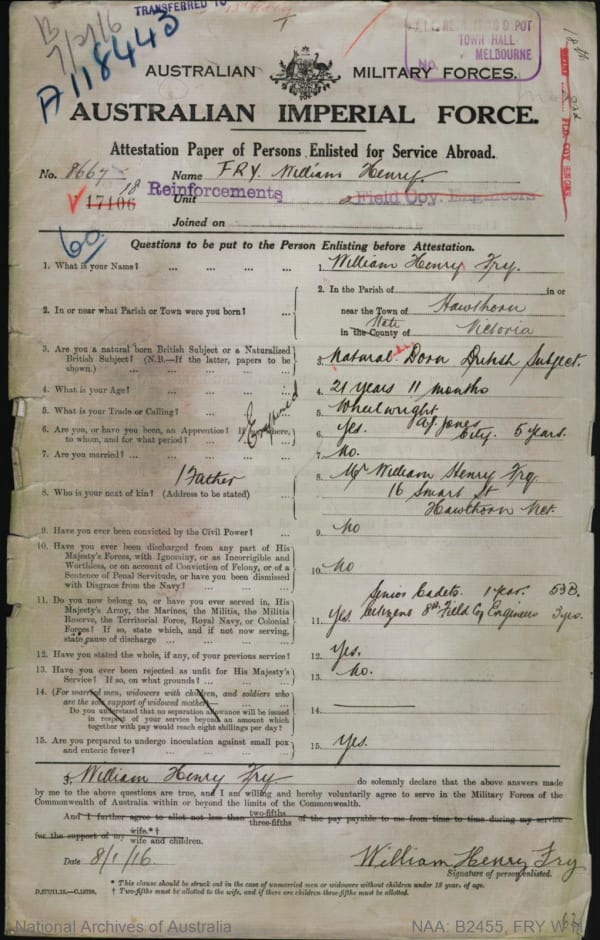 TRANSFERRED TO
B
7/2/16
A118443
DEPOT
TOWN HALL
MELBOURNE
No.
18th
AUSTRALIAN MILITARY FORCES.
AUSTRALIAN IMPERIAL FORCE.
Attestation Paper of Persons Enlisted for Service Abroad.
No. 8667 Name FRY. William Henry.
17106 18 Reinforcements Unit Field Coy. Engineers
Joined on
60
Questions to be put to the Person Enlisting before Attestation.
1. What is your Name? ... ... ... ... 1. William Henry Fry.
2. In or near what Parish or Town were you born? ... 2. In the Parish of in or
near the Town of Hawthorn
in the County of State Victoria
3. Are you a natural born British Subject or a Naturalized
British Subject? (N.B.—If the latter, papers to be
shown.) ... ... ... ... 3. Natural Born British Subject.
4. What is your Age? ... ... ... ... 4. 21 years 11 months
5. What is your Trade or Calling? ... ... 5. Wheelwright
6. Are you, or have you been, an Apprentice? If so, where,
to whom, and for what period? ... Expired 6. Yes. A.J. Jones City. 5 years.
7. Are you married? ... ... ... ... 7. No.
Father
8. Who is your next of kin? (Address to be stated) ... 8. Mr William Henry Fry.
16 Smart St
Hawthorn Vic.
9. Have you ever been convicted by the Civil Power? ... 9. No
10. Have you ever been discharged from any part of His
Majesty's Forces, with Ignominy, or as Incorrigible and
Worthless, or on account of Conviction of Felony, or of a
Sentence of Penal Servitude, or have you been dismissed
with Disgrace from the Navy? ... ... 10. No
11. Do you now belong to, or have you ever served in, His
Majesty's Army, the Marines, the Militia, the Militia
Reserve, the Territorial Force, Royal Navy, or Colonial
Forces? If so, state which, and if not now serving,
state cause of discharge ... ... ... 11. Senior Cadets. 1 year. 53B.
Yes. Citizens 8th Field Coy Engineers 3 yrs.
12. Have you stated the whole, if any, of your previous service? 12. Yes.
13. Have you ever been rejected as unfit for His Majesty's
Service? If so, on what grounds? ... ... 13. No.
14. (For married men, widowers with children, and soldiers who
are the sole support of widowed mother)— ... ...
Do you understand that no separation allowance will be issued
in respect of your service beyond an amount which
together with pay would reach eight shillings per day? 14.
15. Are you prepared to undergo inoculation against small pox
and enteric fever? ... ... ... 15. Yes.
I, William Henry Fry do solemnly declare that the above answers made
by me to the above questions are true, and I am willing and hereby voluntarily agree to serve in the Military Forces of the
Commonwealth of Australia within or beyond the limits of the Commonwealth.
And I further agree to allot not less than two-fifths three-fifths of the pay payable to me from time to time during my service
for the support of my wife.*† wife and children.
Date 8/1/16. William Henry Fry
Signature of person enlisted.
* This clause should be struck out in the case of unmarried men or widowers without children under 18 years of age.
† Two-fifths must be allotted to the wife, and if there are children three-fifths must be allotted.
National Archives of Australia NAA: B2455, FRY W H